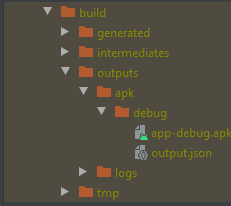 build
generated
intermediates
outputs
apk
debug
app-debug.apk
output.json
logs
tmp